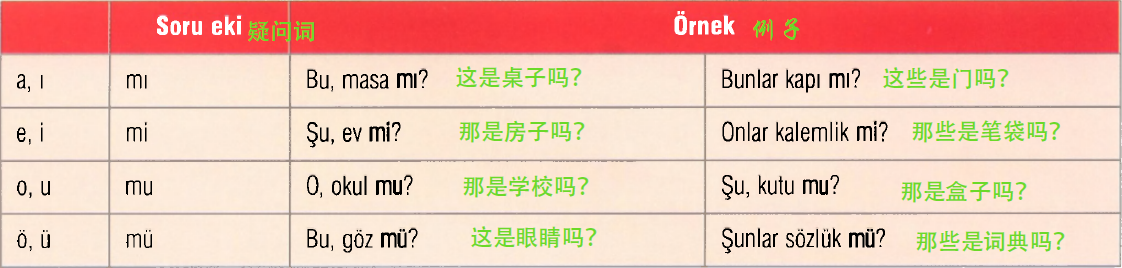 Soru eki 疑问词 Örnek 例子
a, ı mı Bu, masa mı? 这是桌子吗? Bunlar kapı mı? 这些是门吗?
e, i mi Şu, ev mi? 那是房子吗? Onlar kalemlik mi? 那些是笔袋吗?
o, u mu O, okul mu? 那是学校吗? Şu, kutu mu? 那是盒子吗?
ö, ü mü Bu, göz mü? 这是眼睛吗? Şunlar sözlük mü? 那些是词典吗?